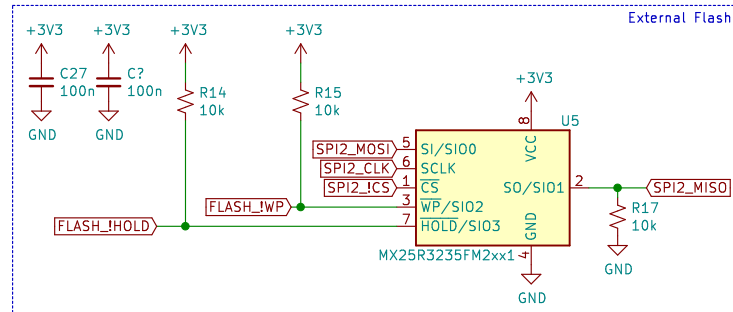 External Flash
+3V3
+3V3
+3V3
+3V3
C27
100n
C?
100n
R14
10k
R15
10k
GND
GND
+3V3
U5
8
VCC
SPI2_MOSI
5
SI/SIO0
SPI2_CLK
6
SCLK
SPI2_!CS
1
CS
SO/SIO1
2
SPI2_MISO
FLASH_!WP
3
WP/SIO2
FLASH_!HOLD
7
HOLD/SIO3
GND
4
MX25R3235FM2xx1
R17
10k
GND
GND